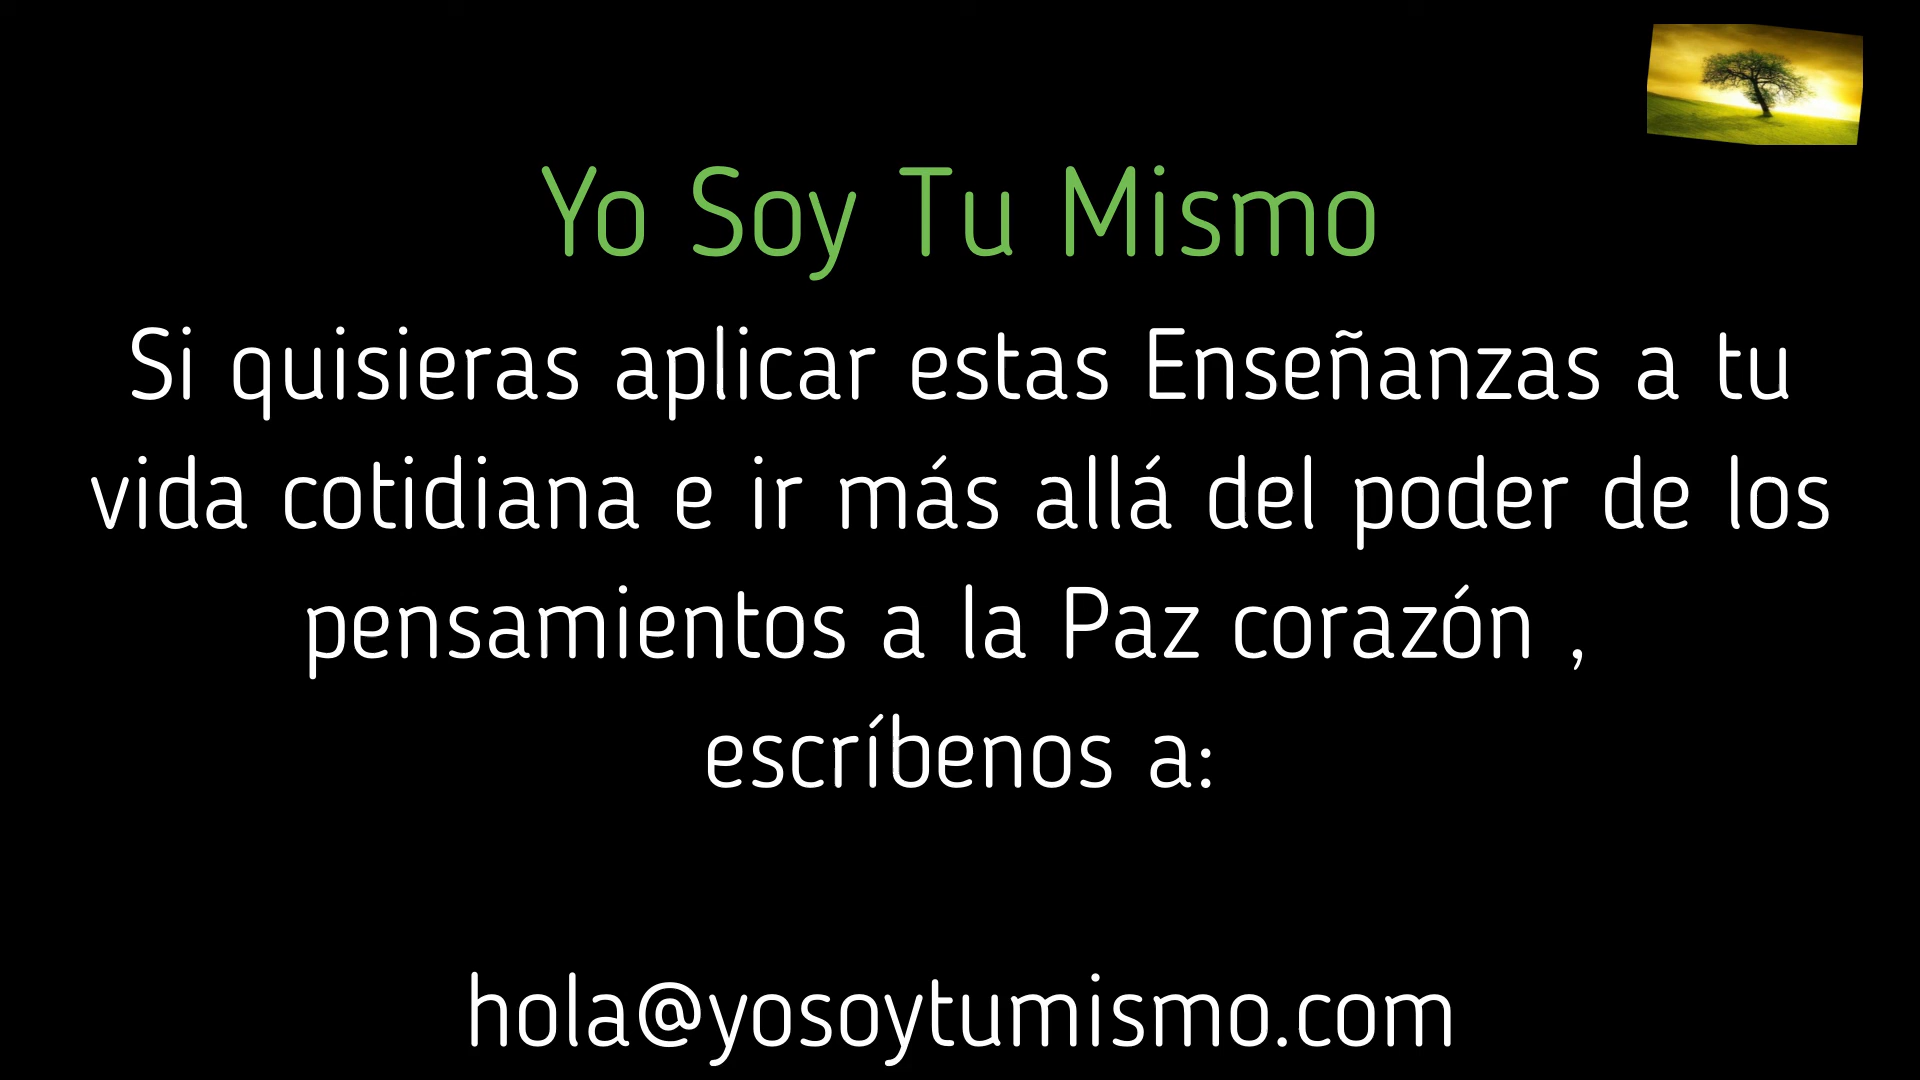 Yo Soy Tu Mismo
Si quisieras aplicar estas Enseñanzas a tu
vida cotidiana e ir más allá del poder de los
pensamientos a la Paz corazón ,
escríbenos a:
hola@yosoytumismo.com